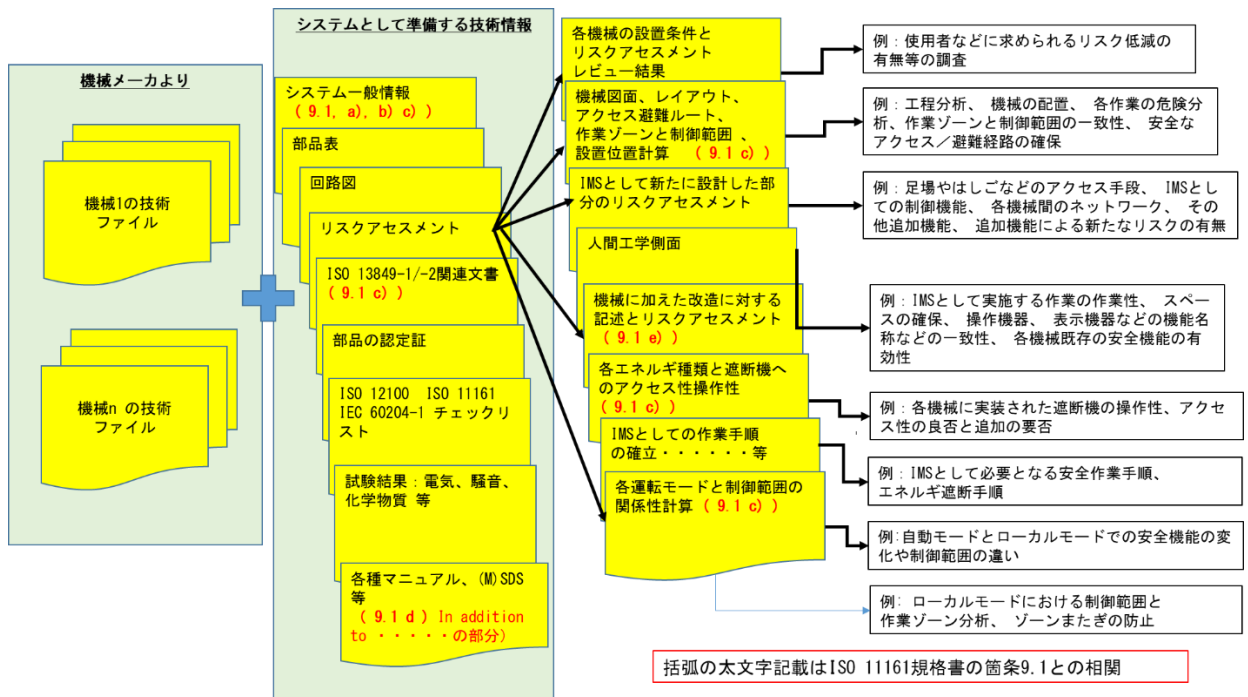 機械メーカより
機械1の技術
ファイル
機械n の技術
ファイル
システムとして準備する技術情報
システム一般情報
( 9.1, a), b) c) )
部品表
回路図
リスクアセスメント
ISO 13849-1/-2関連文書
( 9.1 c) )
部品の認定証
ISO 12100 ISO 11161
IEC 60204-1 チェックリ
スト
試験結果：電気、騒音、
化学物質 等
各種マニュアル、(M)SDS
等
( 9.1 d ) In addition
to ・・・・・の部分)
各機械の設置条件と
リスクアセスメント
レビュー結果
機械図面、レイアウト、
アクセス避難ルート、
作業ゾーンと制御範囲 、
設置位置計算 ( 9.1 c) )
IMSとして新たに設計した部
分のリスクアセスメント
人間工学側面
機械に加えた改造に対する
記述とリスクアセスメント
( 9.1 e)
各エネルギ種類と遮断機へ
のアクセス性操作性
( 9.1 c) )
IMSとしての作業手順
の確立・・・・・・等
各運転モードと制御範囲の
関係性計算 ( 9.1 c) )
例：使用者などに求められるリスク低減の
有無等の調査
例：工程分析、 機械の配置、 各作業の危険分
析、作業ゾーンと制御範囲の一致性、 安全な
アクセス／避難経路の確保
例：足場やはしごなどのアクセス手段、 IMSとし
ての制御機能、 各機械間のネットワーク、 その
他追加機能、 追加機能による新たなリスクの有無
例：IMSとして実施する作業の作業性、 スペー
スの確保、 操作機器、 表示機器などの機能名
称などの一致性、 各機械既存の安全機能の有
効性
例：各機械に実装された遮断機の操作性、アクセ
ス性の良否と追加の要否
例：IMSとして必要となる安全作業手順、
エネルギ遮断手順
例:自動モードとローカルモードでの安全機能の変
化や制御範囲の違い
例: ローカルモードにおける制御範囲と
作業ゾーン分析、 ゾーンまたぎの防止
括弧の太文字記載はISO 11161規格書の箇条9.1との相関